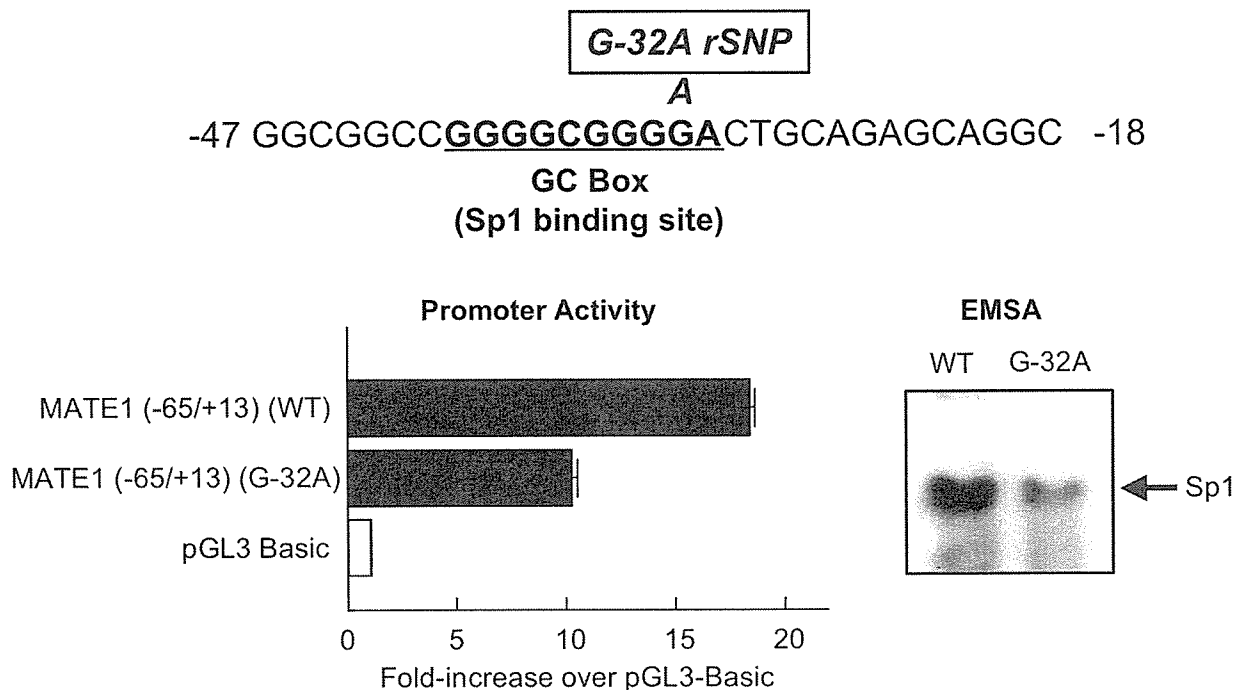 G-32A rSNP
A
-47 GGCGGCCGGGGCGGGGACTGCAGAGCAGGC -18
GC Box
(Sp1 binding site)
Promoter Activity
MATE1 (-65/+13) (WT)
MATE1 (-65/+13) (G-32A)
pGL3 Basic
0 5 10 15 20
Fold-increase over pGL3-Basic
EMSA
WT G-32A
Sp1